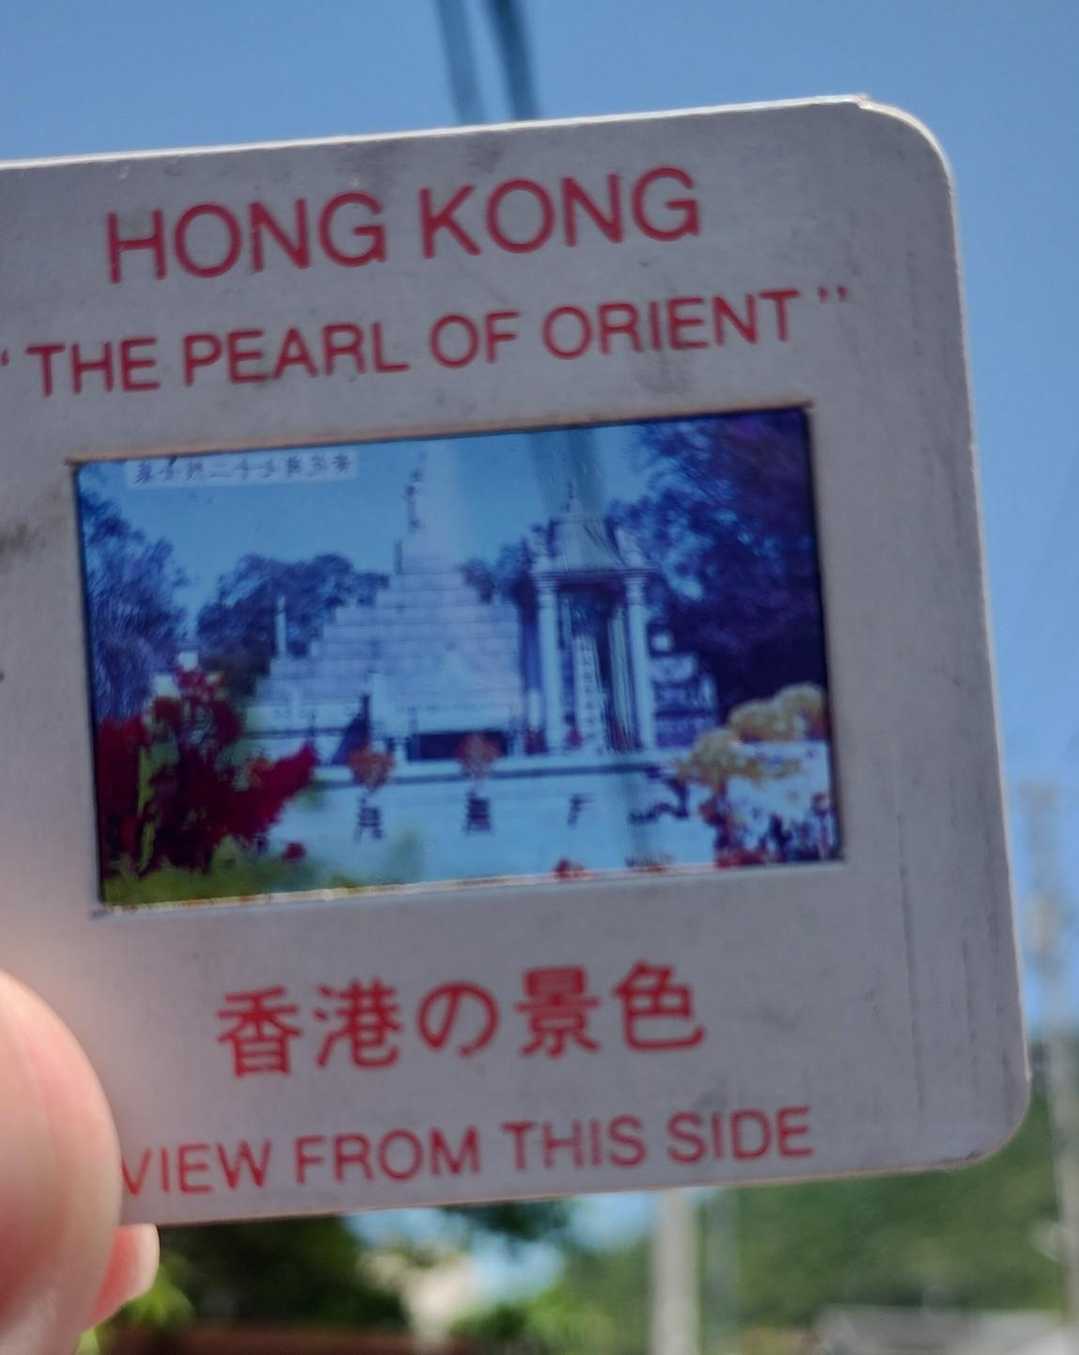 HONG KONG
"THE PEARL OF ORIENT"
香港の景色
VIEW FROM THIS SIDE